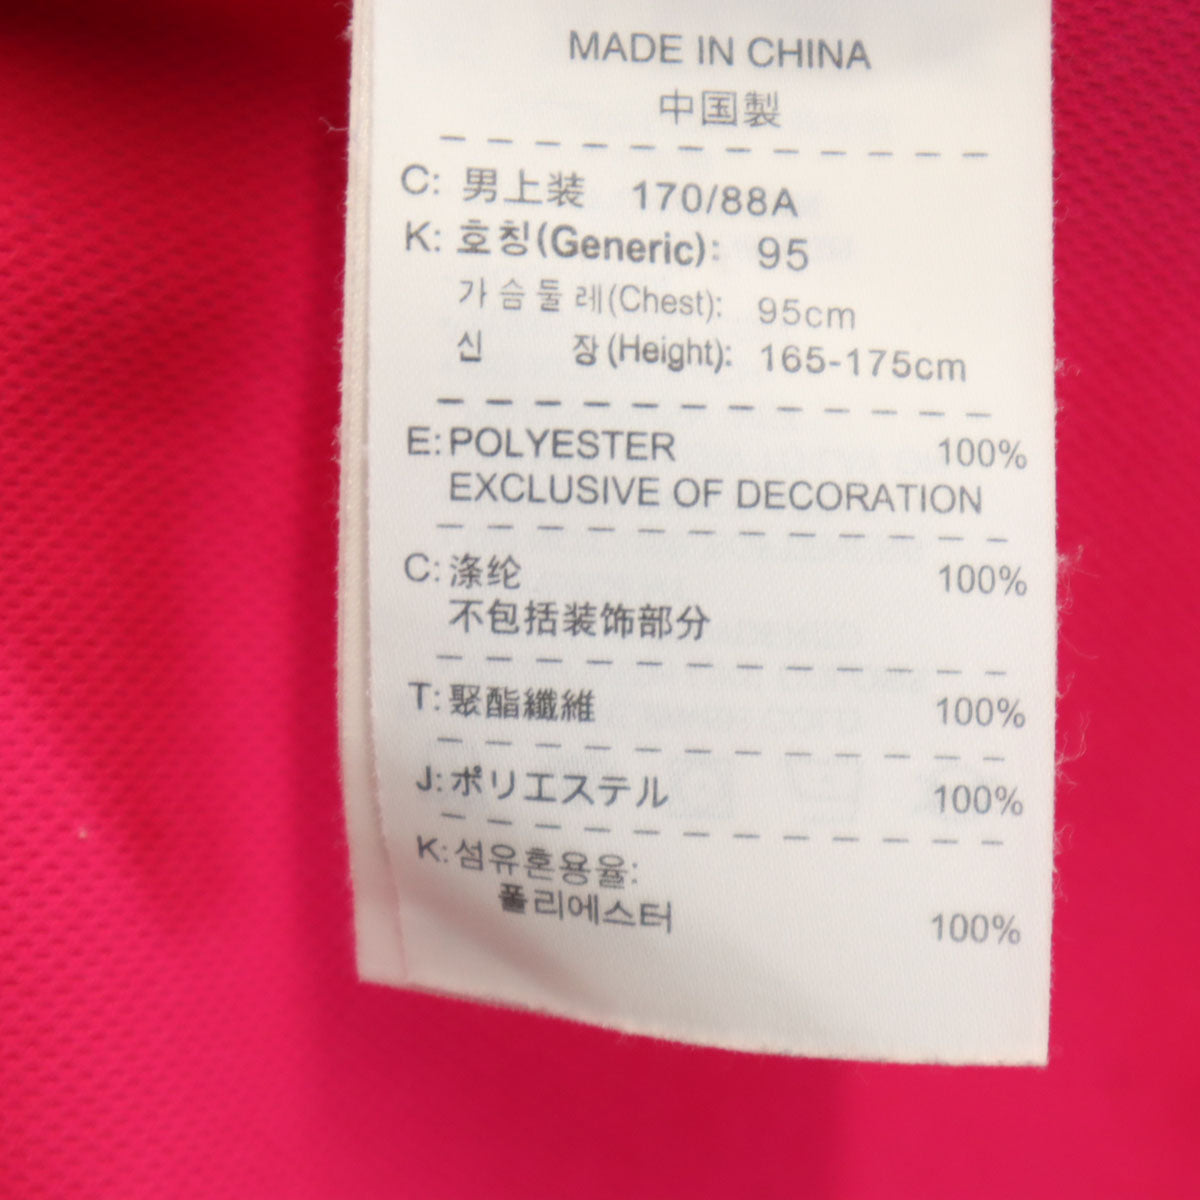 MADE IN CHINA
中国製
C: 男上装 170/88A
K: 호칭(Generic): 95
가슴둘레(Chest): 95cm
신 장(Height): 165-175cm
E: POLYESTER 100%
EXCLUSIVE OF DECORATION
C: 涤纶 100%
不包括装饰部分
T: 聚酯纖維 100%
J: ポリエステル 100%
K: 섬유혼용율:
폴리에스터 100%